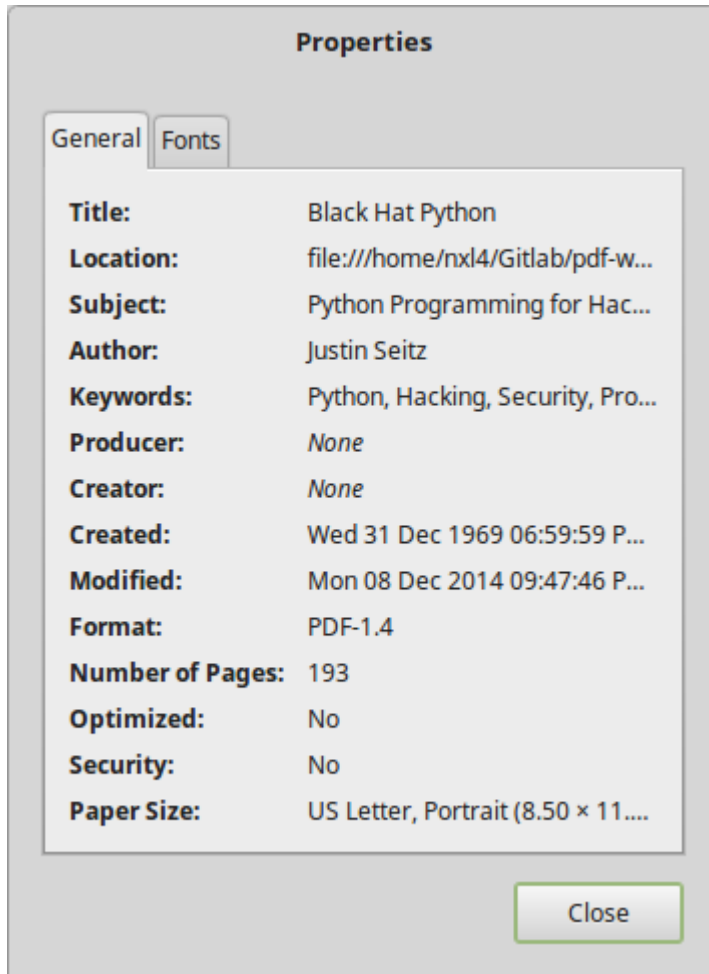 Properties
General Fonts
Title: Black Hat Python
Location: file:///home/nxl4/Gitlab/pdf-w...
Subject: Python Programming for Hac...
Author: Justin Seitz
Keywords: Python, Hacking, Security, Pro...
Producer: None
Creator: None
Created: Wed 31 Dec 1969 06:59:59 P...
Modified: Mon 08 Dec 2014 09:47:46 P...
Format: PDF-1.4
Number of Pages: 193
Optimized: No
Security: No
Paper Size: US Letter, Portrait (8.50 × 11....
Close